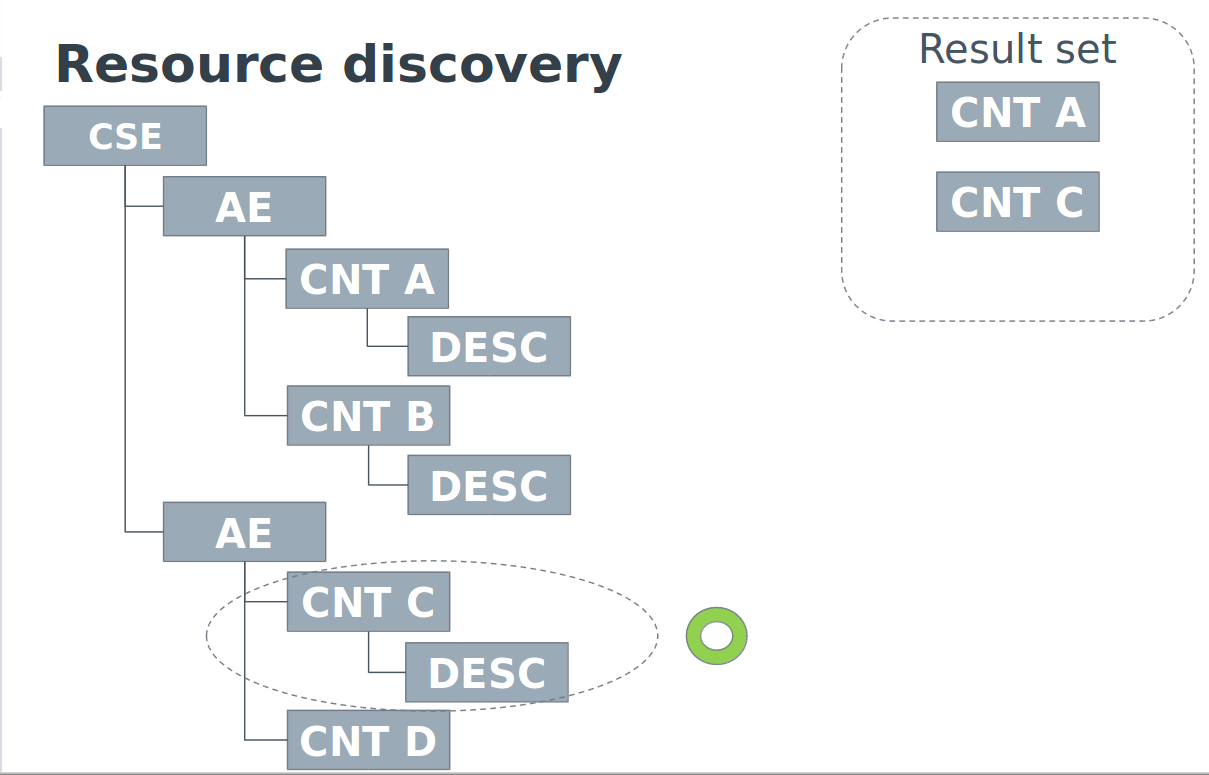 Resource discovery
Result set
CNT A
CNT C
CSE
AE
CNT A
DESC
CNT B
DESC
AE
CNT C
DESC
CNT D